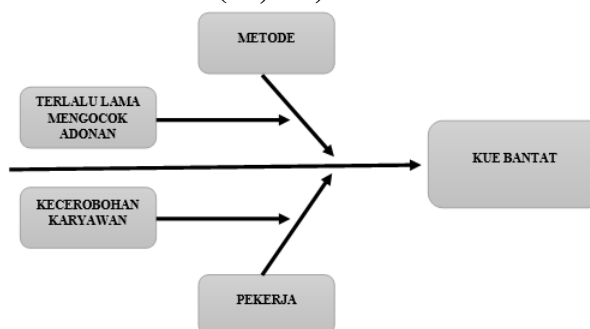 METODE
TERLALU LAMA
MENGOCOK
ADONAN
KUE BANTAT
KECEROBOHAN
KARYAWAN
PEKERJA